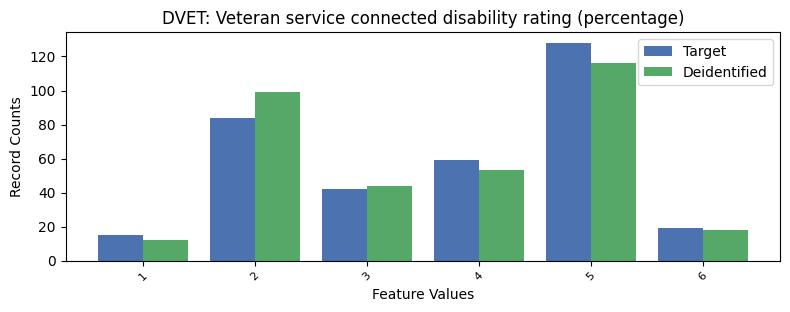 DVET: Veteran service connected disability rating (percentage)
Target
Deidentified
Record Counts
120
100
80
60
40
20
0
1 2 3 4 5 6
Feature Values